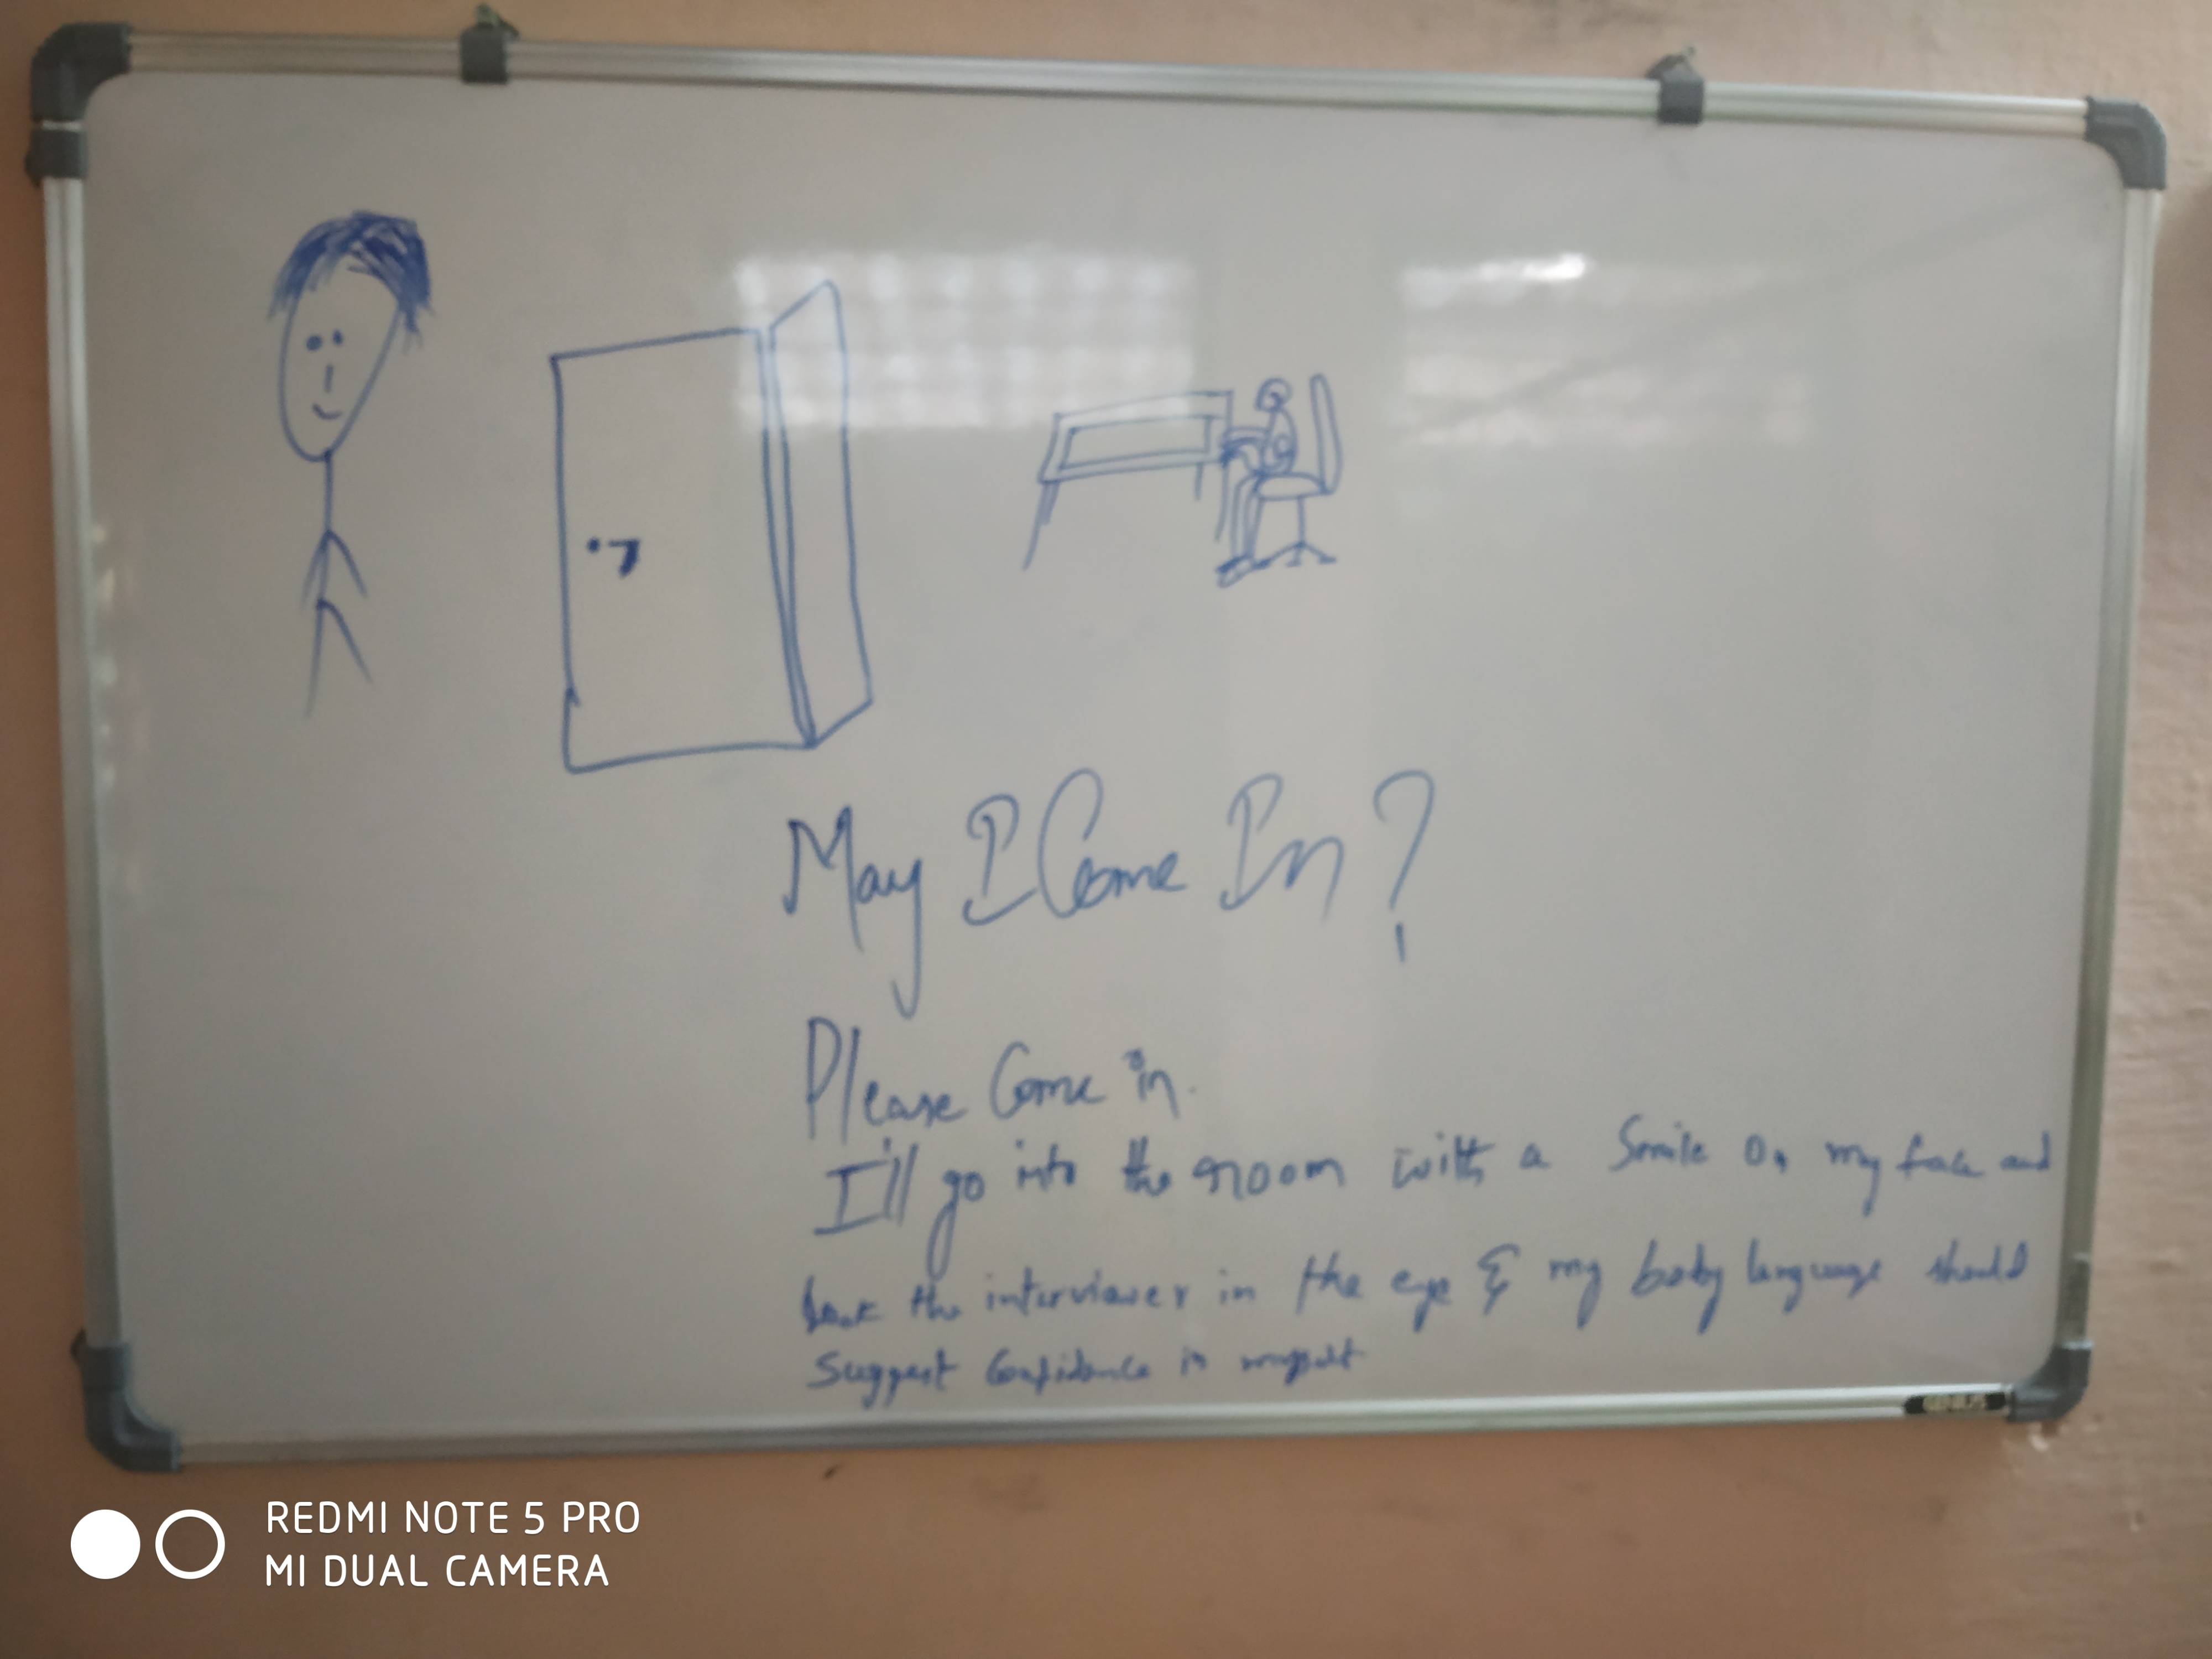 May I Come In?
Please Come in.
I'll go into the room with a Smile On my face and
look the interviewer in the eye & my body language should
Suggest Confidence in
GENIUS
REDMI NOTE 5 PRO
MI DUAL CAMERA